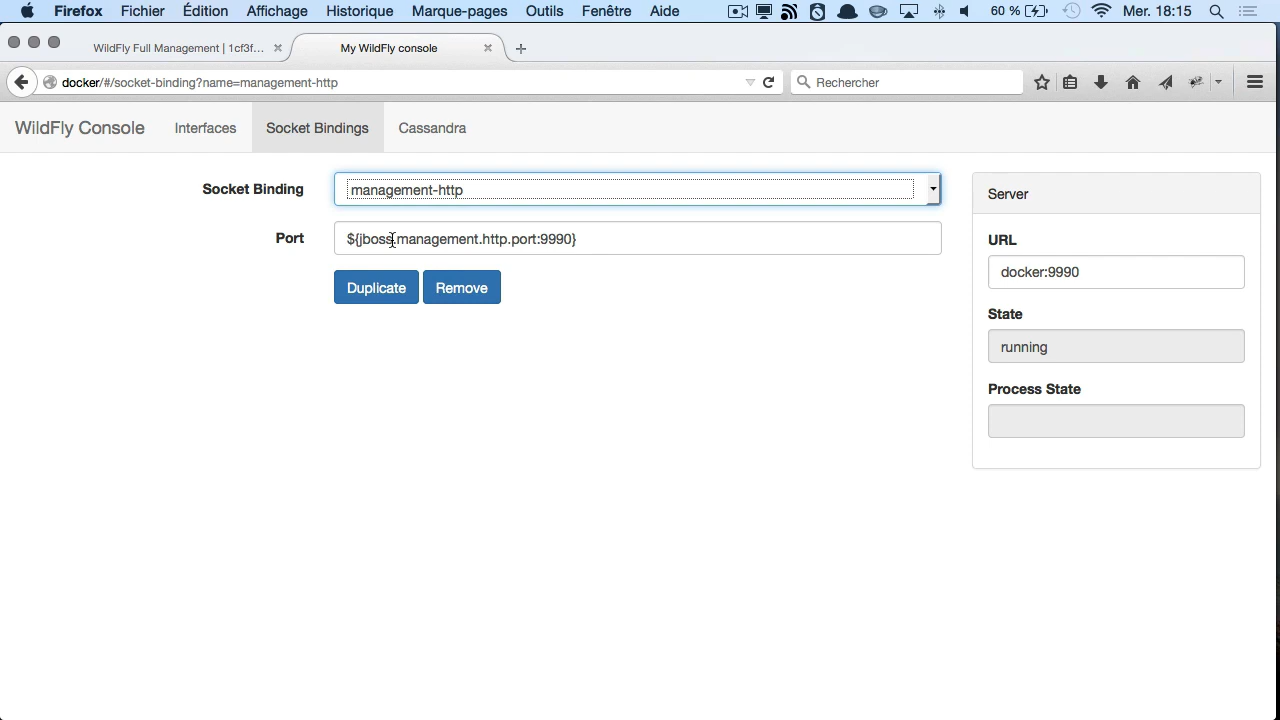 Firefox Fichier Édition Affichage Historique Marque-pages Outils Fenêtre Aide 60 % Mer. 18:15
WildFly Full Management | 1cf3f... My WildFly console
docker/#/socket-binding?name=management-http Rechercher
WildFly Console Interfaces Socket Bindings Cassandra
Socket Binding management-http
Port ${jboss.management.http.port:9990}
Duplicate Remove
Server
URL
docker:9990
State
running
Process State